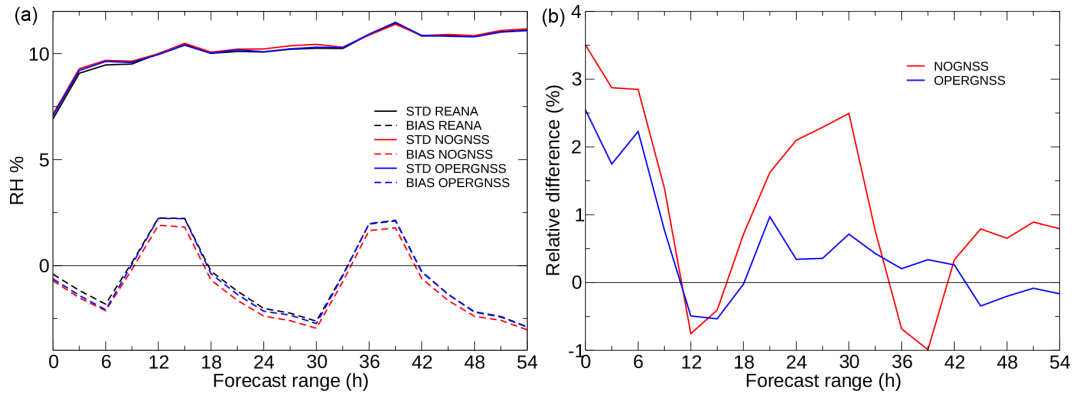 (a)
RH %
10
5
0
STD REANA
BIAS REANA
STD NOGNSS
BIAS NOGNSS
STD OPERGNSS
BIAS OPERGNSS
0 6 12 18 24 30 36 42 48 54
Forecast range (h)
(b)
Relative difference (%)
4
3
2
1
0
-1
NOGNSS
OPERGNSS
0 6 12 18 24 30 36 42 48 54
Forecast range (h)